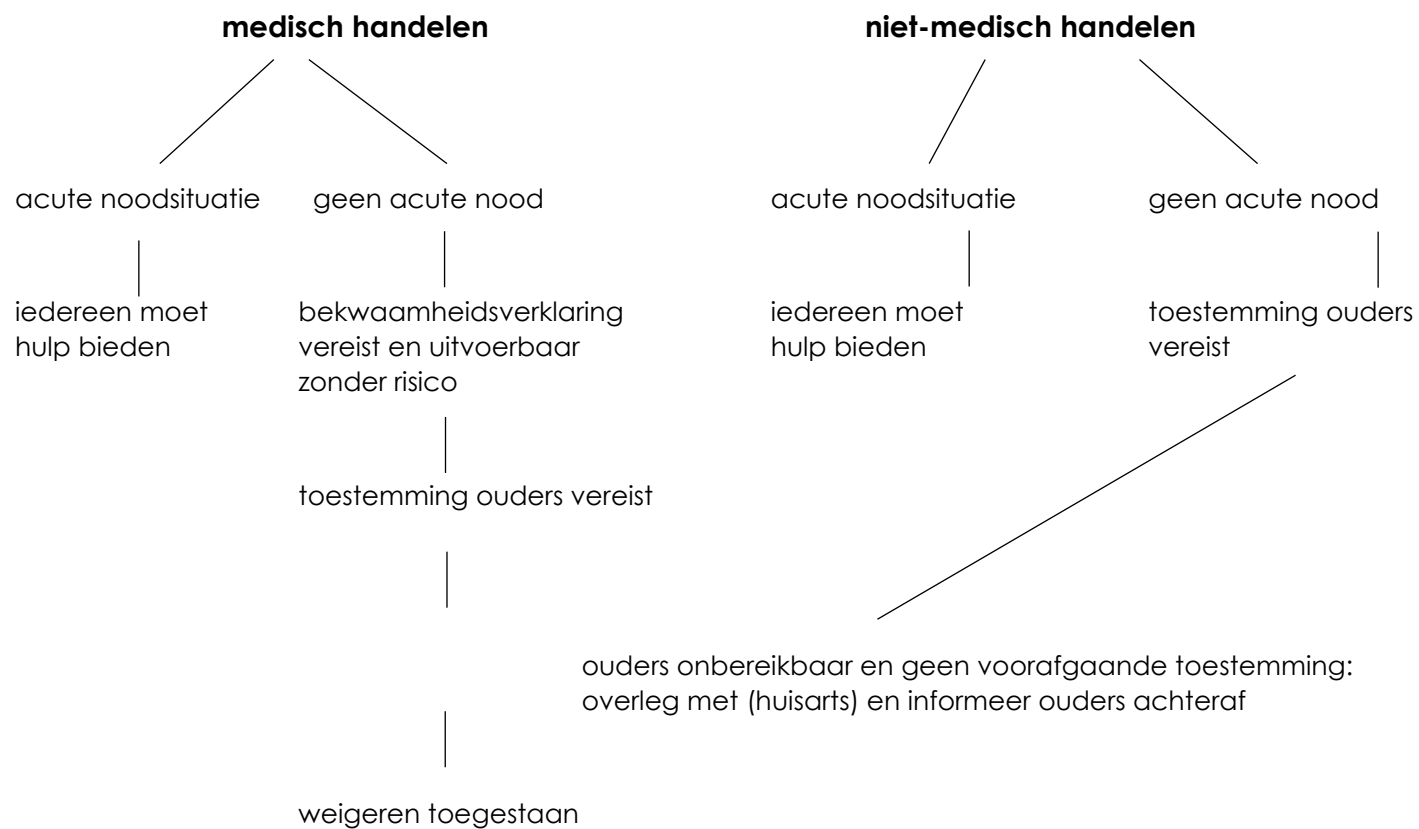 medisch handelen
niet-medisch handelen
acute noodsituatie
geen acute nood
acute noodsituatie
geen acute nood
iedereen moet
hulp bieden
bekwaamheidsverklaring
vereist en uitvoerbaar
zonder risico
iedereen moet
hulp bieden
toestemming ouders
vereist
toestemming ouders vereist
ouders onbereikbaar en geen voorafgaande toestemming:
overleg met (huisarts) en informeer ouders achteraf
weigeren toegestaan